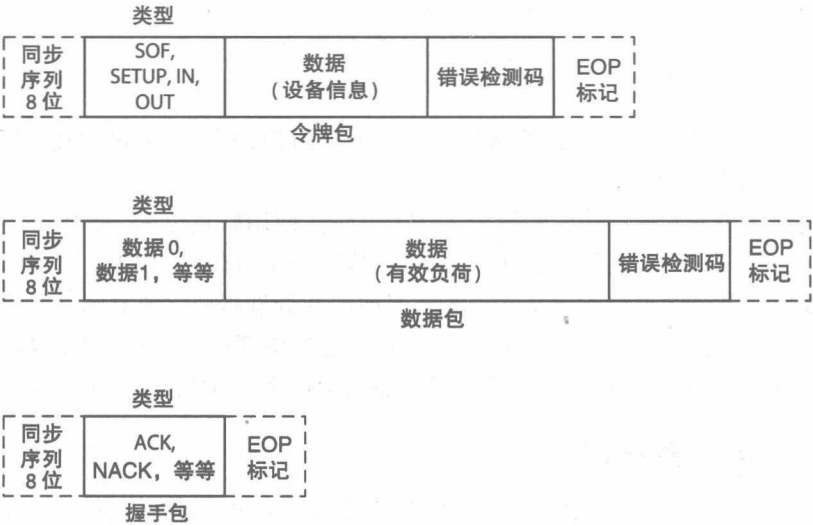 类型
同步
序列
8位
SOF,
SETUP, IN,
OUT
数据
(设备信息)
错误检测码
EOP
标记
令牌包
类型
同步
序列
8位
数据0,
数据1，等等
数据
(有效负荷)
错误检测码
EOP
标记
数据包
类型
同步
序列
8位
ACK,
NACK，等等
EOP
标记
握手包